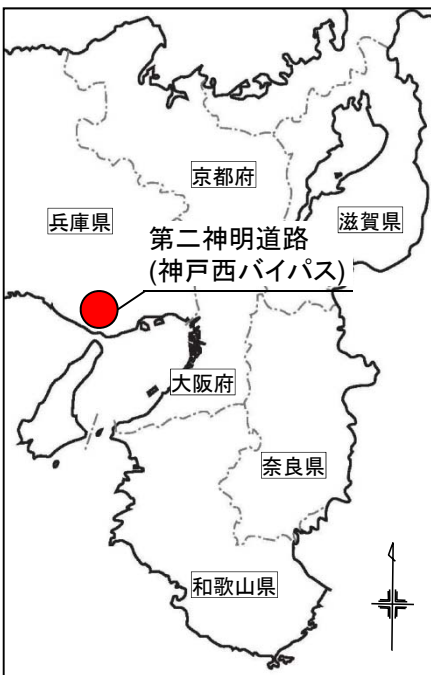 京都府
兵庫県
滋賀県
第二神明道路
(神戸西バイパス)
大阪府
奈良県
和歌山県